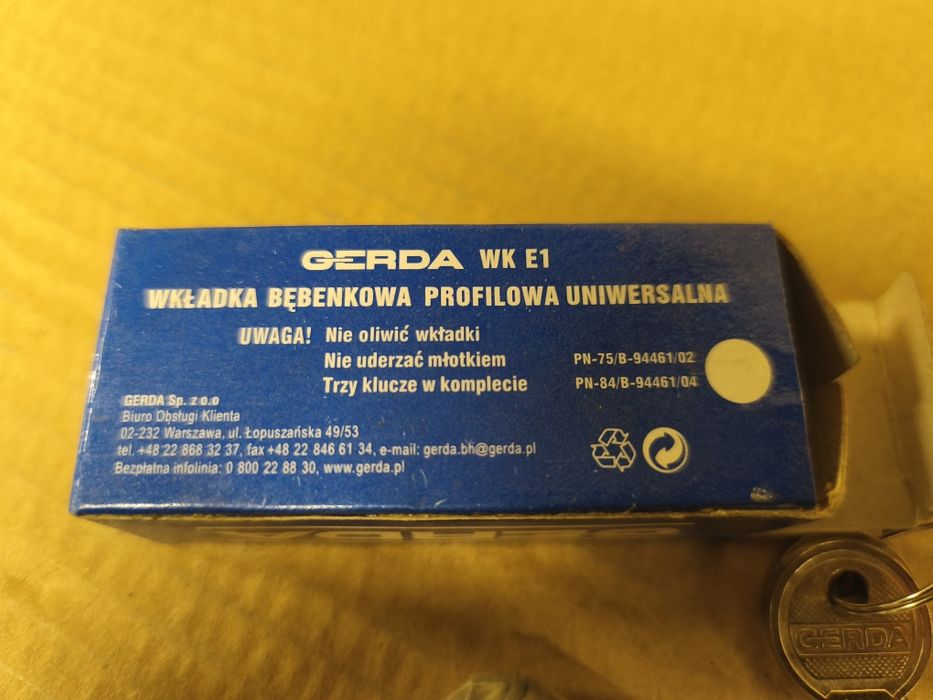 GERDA WK E1
WKŁADKA BĘBENKOWA PROFILOWA UNIWERSALNA
UWAGA! Nie oliwić wkładki
Nie uderzać młotkiem PN-75/B-94461/02
Trzy klucze w komplecie PN-84/B-94461/04
GERDA Sp. z o.o
Biuro Obsługi Klienta
02-232 Warszawa, ul. Łopuszańska 49/53
tel. +48 22 868 32 37, fax +48 22 846 61 34, e-mail: gerda.bh@gerda.pl
Bezpłatna infolinia: 0 800 22 88 30, www.gerda.pl
GERDA